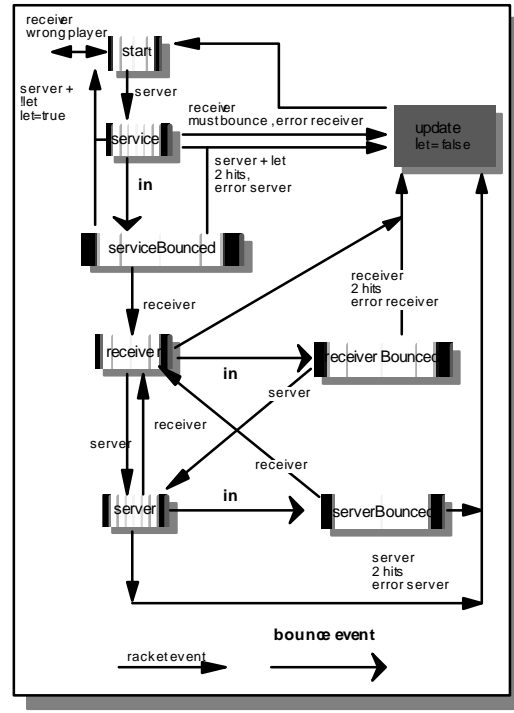 receiver
wrong player
start
server +
!let
let=true
server
receiver
must bounce , error receiver
update
let= false
service
server + let
2 hits,
error server
in
serviceBounced
receiver
receiver
2 hits
error receiver
receiver
in
receiver Bounced
server
server
receiver
receiver
in
server
serverBounced
server
2 hits
error server
bounce event
racket event